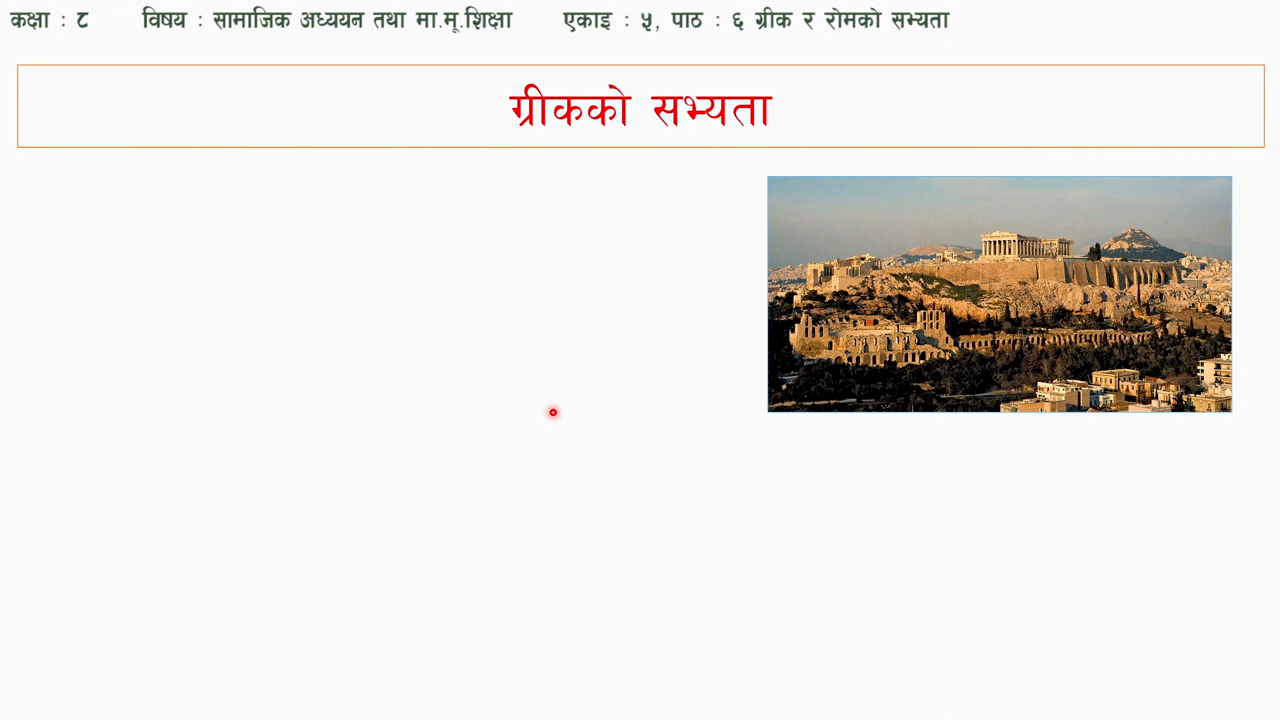 कक्षा : ८ विषय : सामाजिक अध्ययन तथा मा.मू.शिक्षा एकाइ : ५, पाठ : ६ ग्रीक र रोमको सभ्यता
ग्रीकको सभ्यता